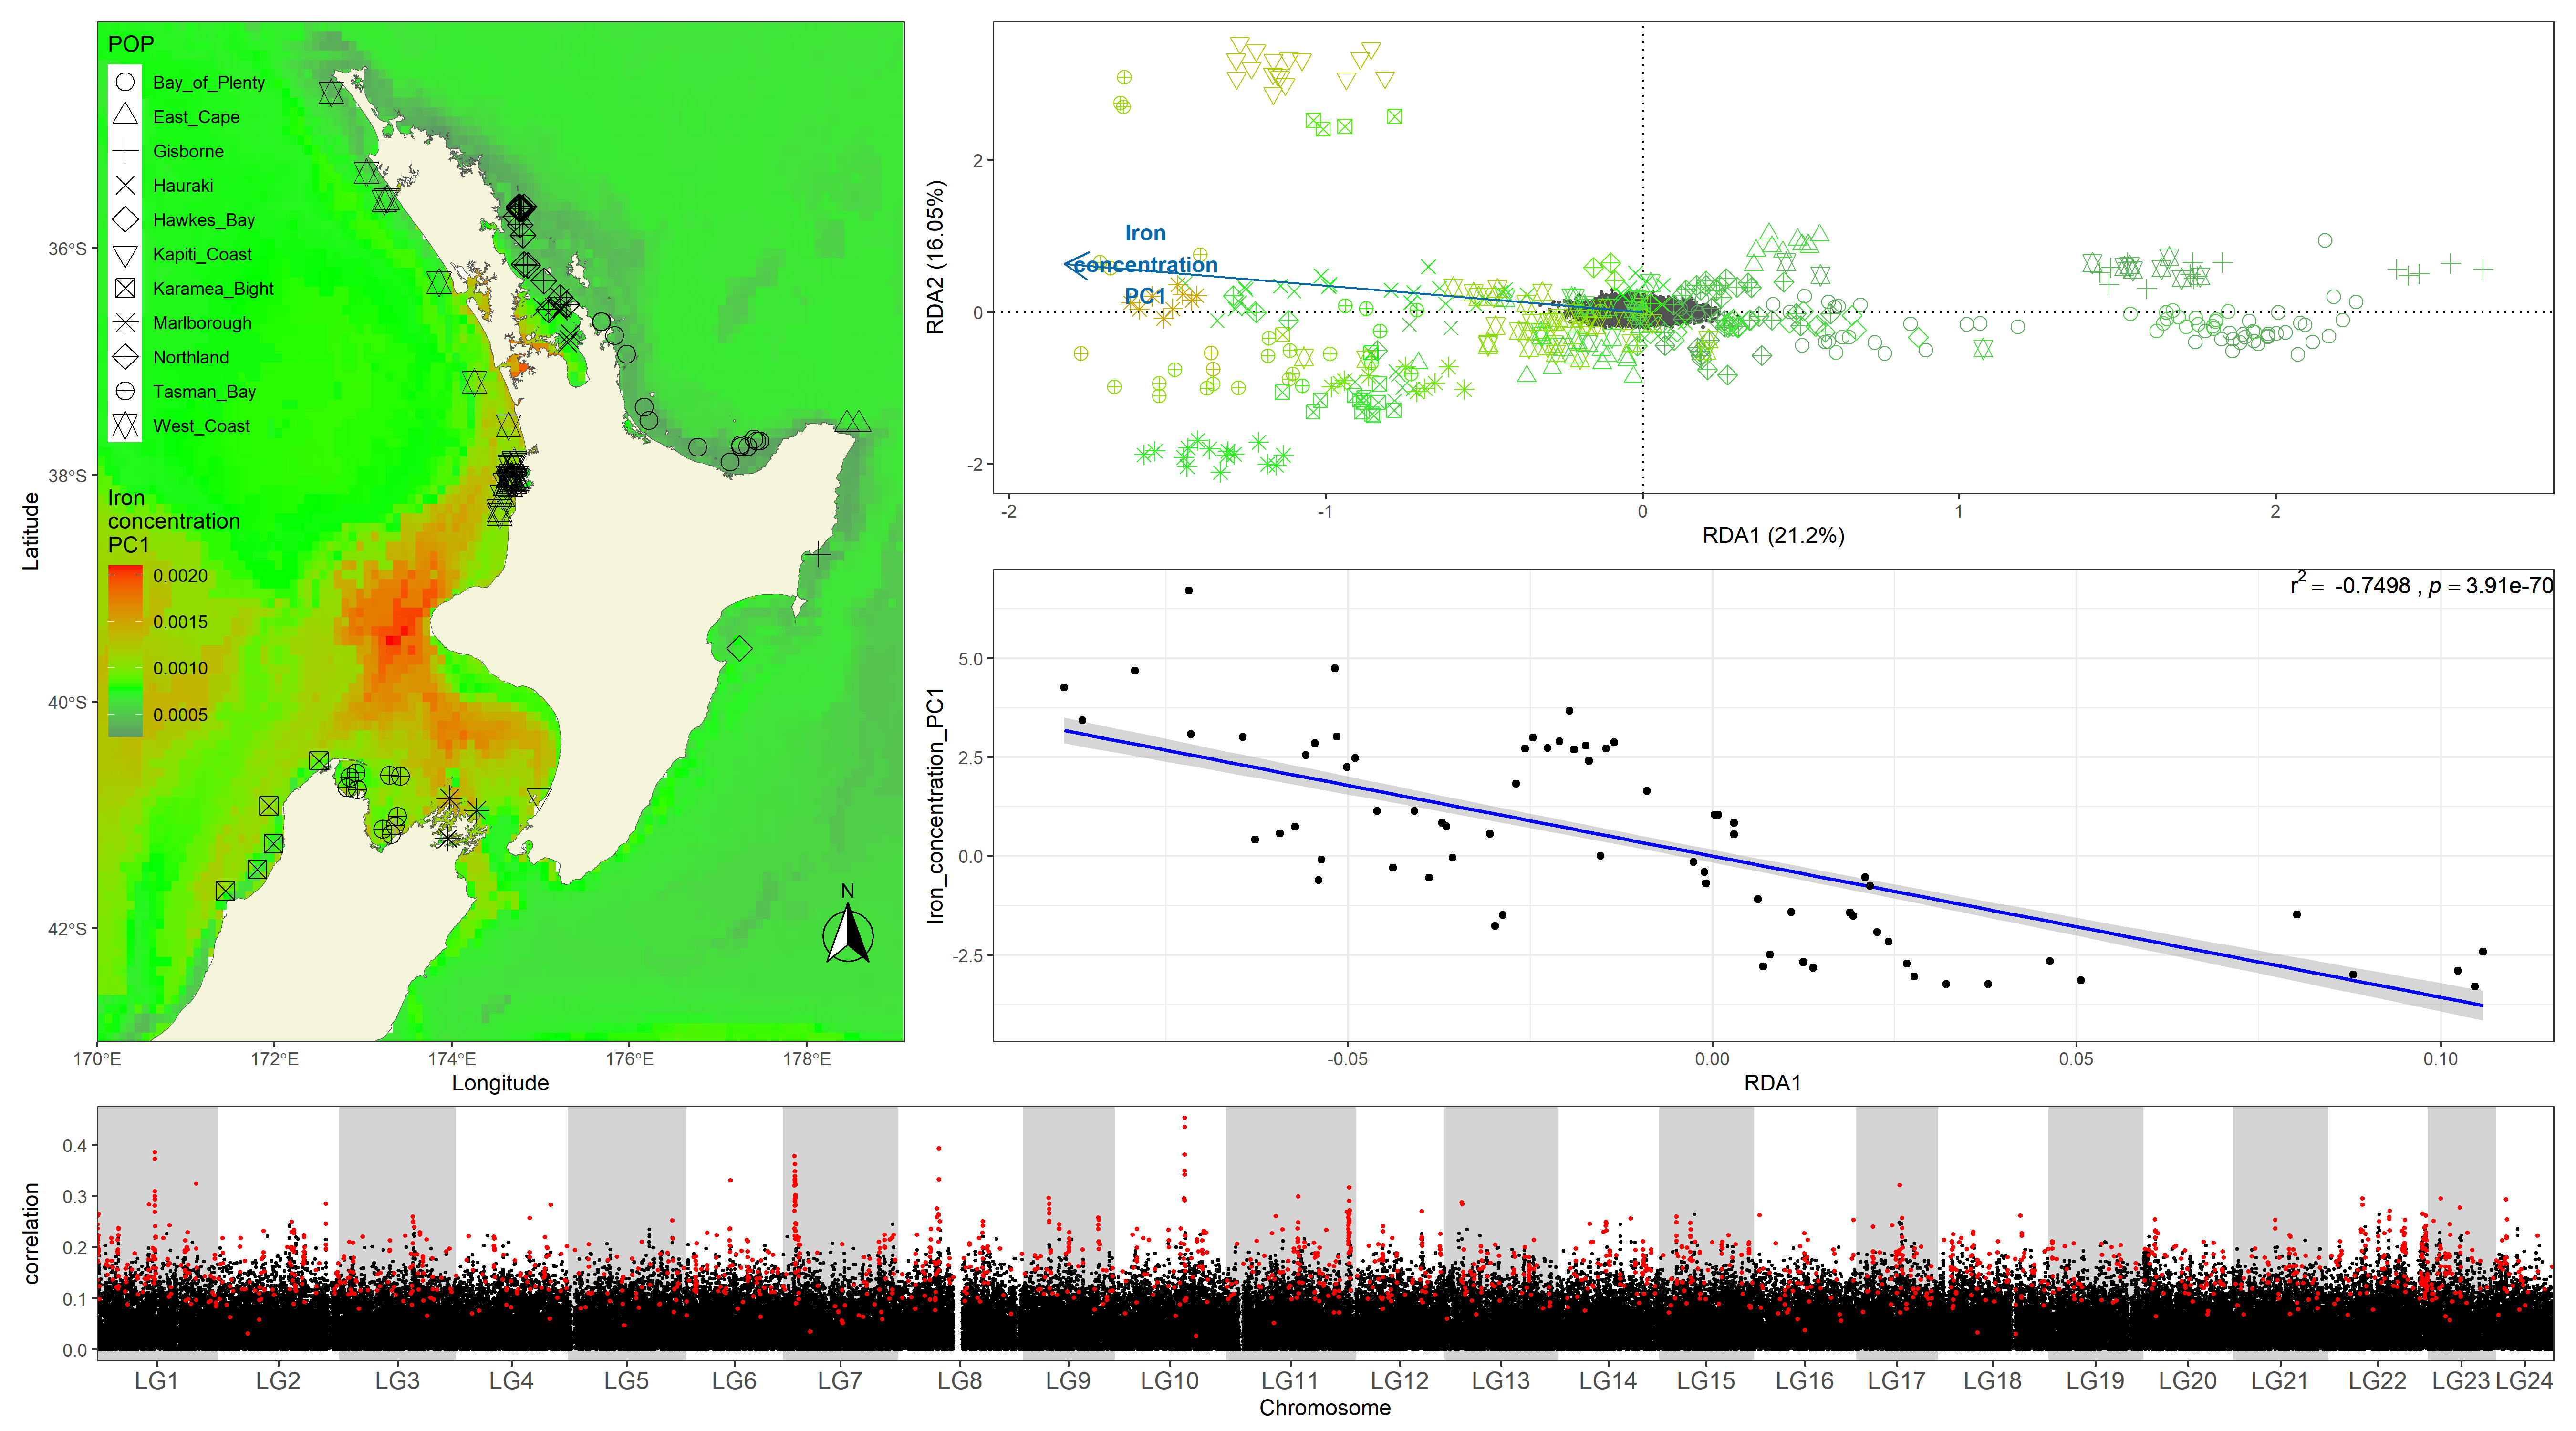 POP
Bay_of_Plenty
East_Cape
Gisborne
Hauraki
Hawkes_Bay
Kapiti_Coast
Karamea_Bight
Marlborough
Northland
Tasman_Bay
West_Coast
Iron
concentration
PC1
0.0020
0.0015
0.0010
0.0005
N
36°S
38°S
40°S
42°S
Latitude
170°E 172°E 174°E 176°E 178°E
Longitude
Iron
concentration
PC1
2
0
-2
RDA2 (16.05%)
-2 -1 0 1 2
RDA1 (21.2%)
r2 = -0.7498 , p = 3.91e-70
5.0
2.5
0.0
-2.5
Iron_concentration_PC1
-0.05 0.00 0.05 0.10
RDA1
0.4
0.3
0.2
0.1
0.0
correlation
LG1 LG2 LG3 LG4 LG5 LG6 LG7 LG8 LG9 LG10 LG11 LG12 LG13 LG14 LG15 LG16 LG17 LG18 LG19 LG20 LG21 LG22 LG23 LG24
Chromosome